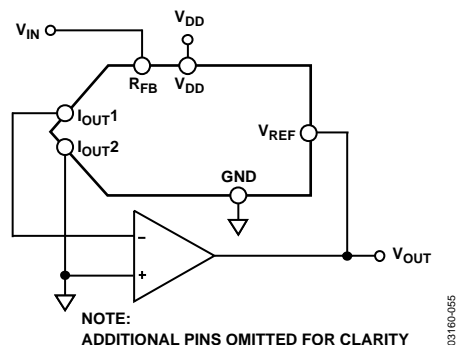 V_DD
V_IN
R_FB
V_DD
I_OUT1
I_OUT2
V_REF
GND
–
+
V_OUT
NOTE:
ADDITIONAL PINS OMITTED FOR CLARITY
03160-055